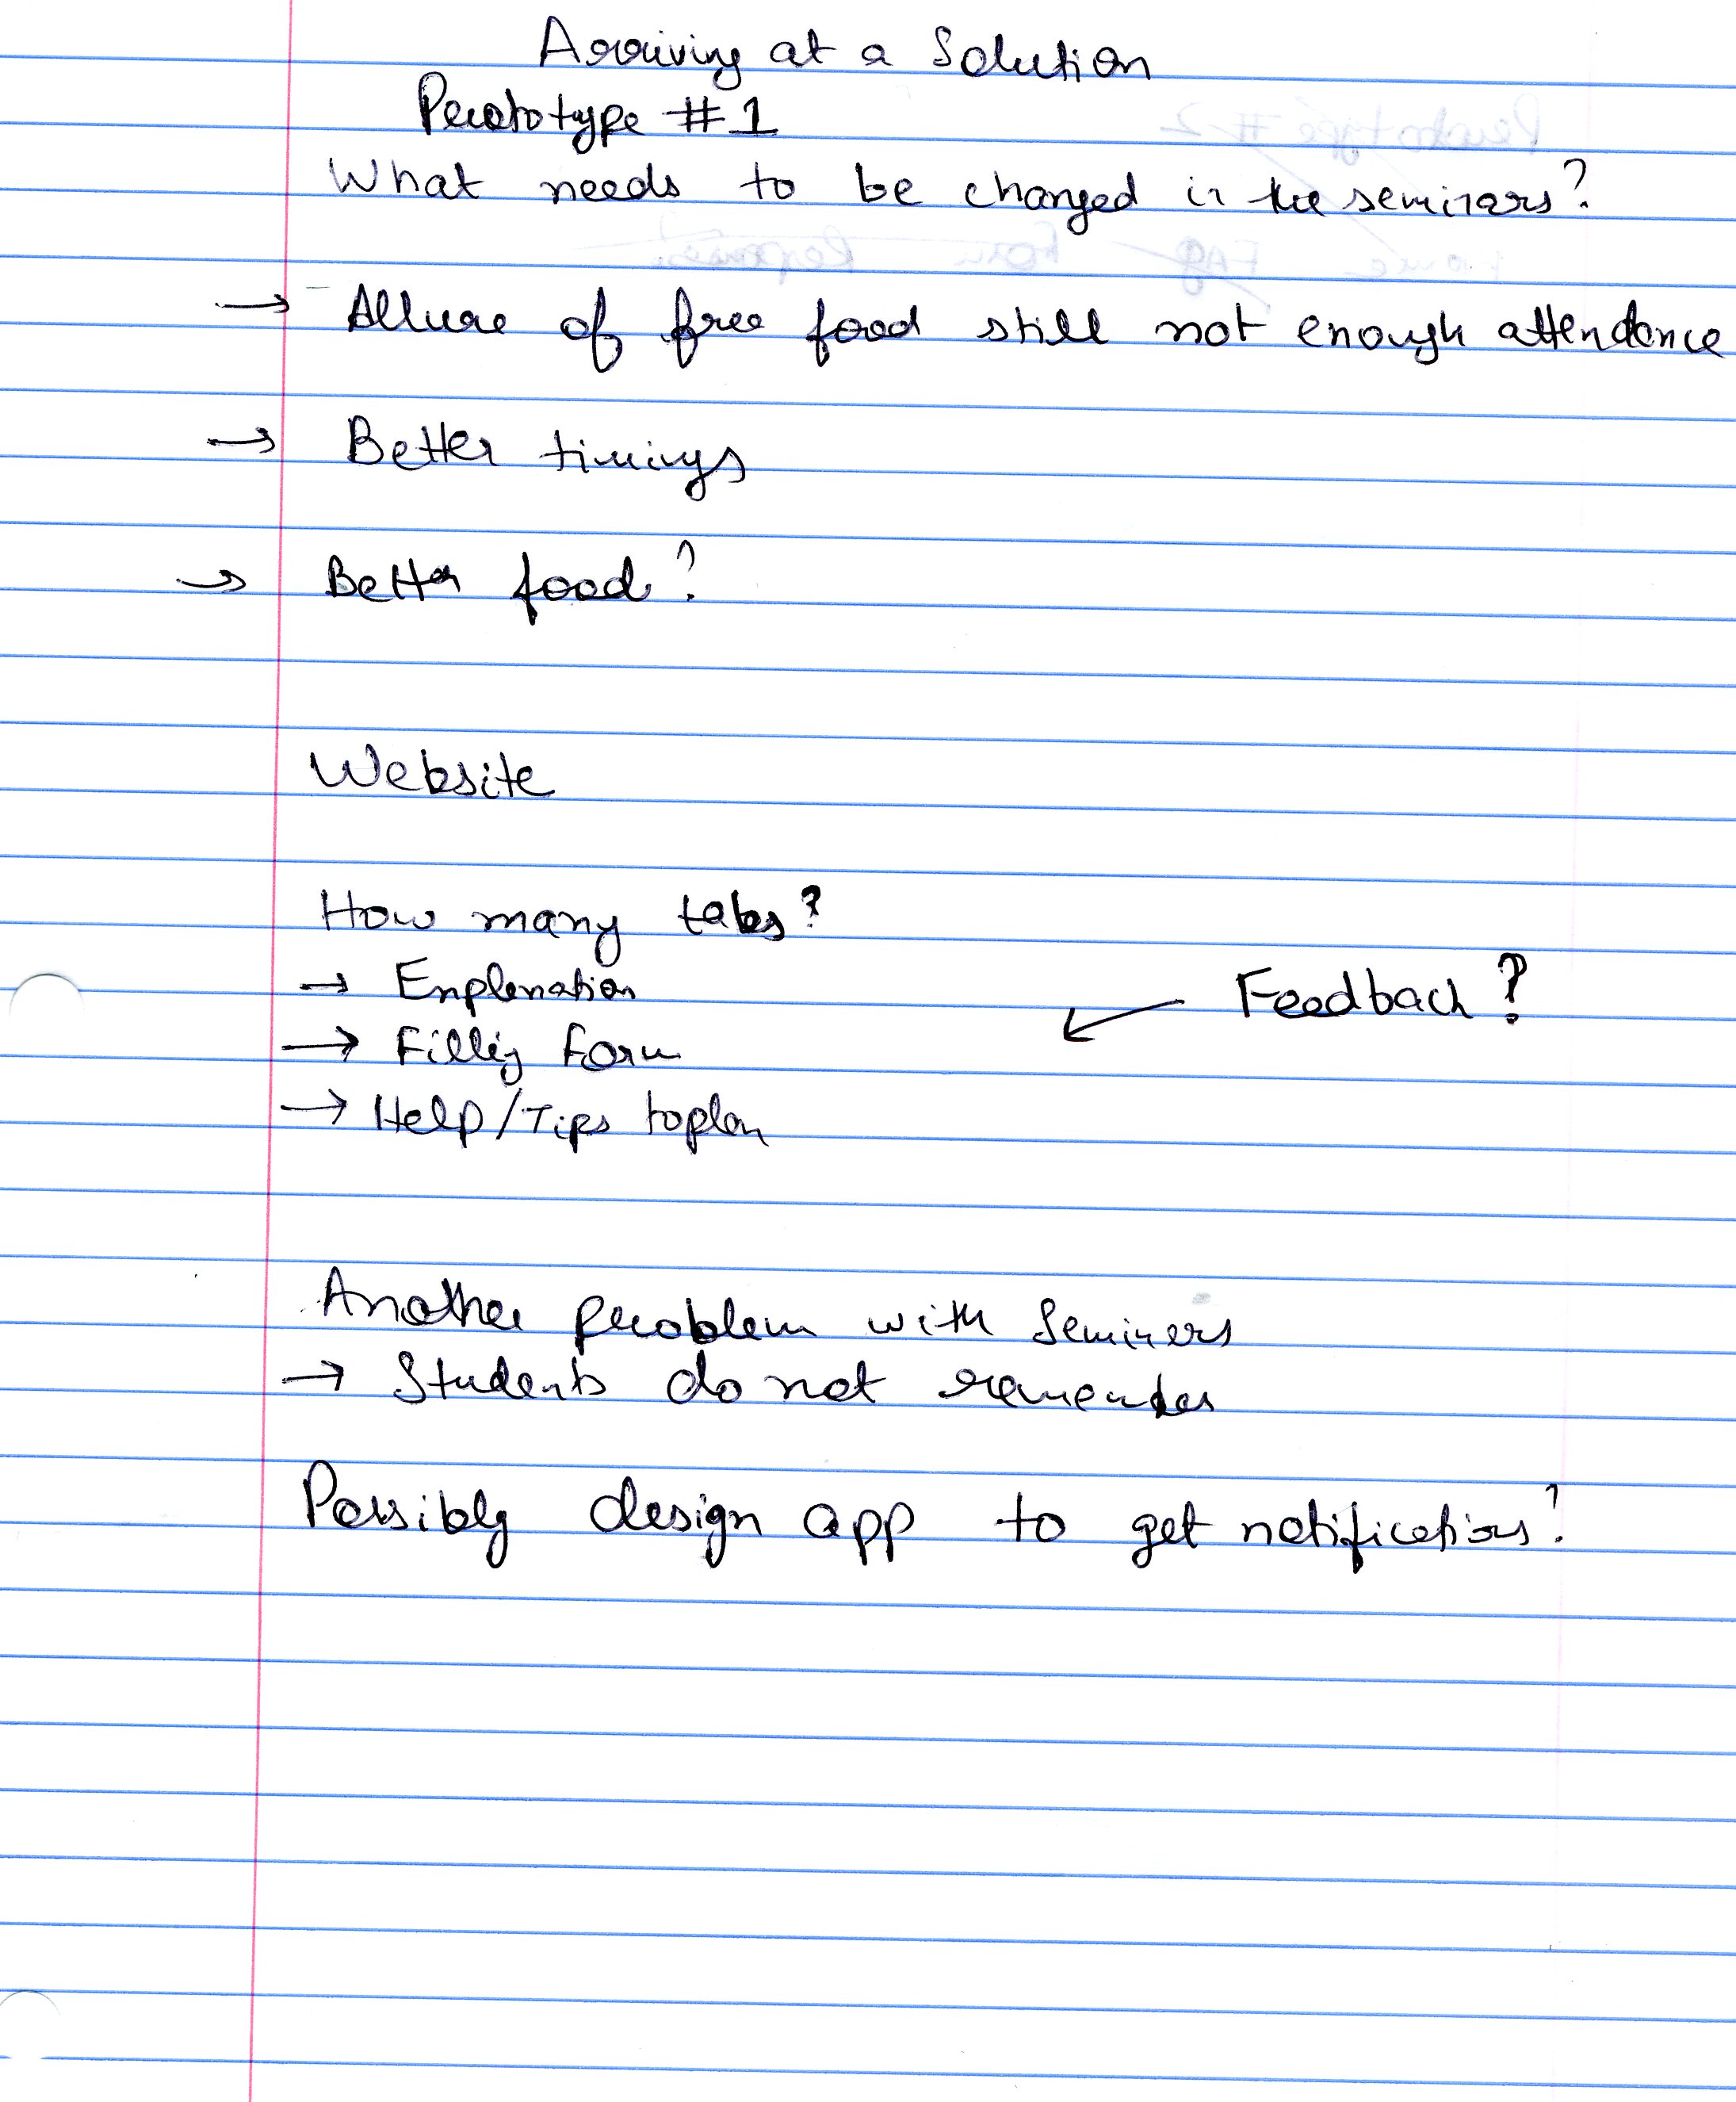 Arriving at a Solution
Prototype #1
What needs to be changed in the seminars?
→ Allure of free food still not enough attendance
→ Better timings
→ Better food?
Website
How many tabs?
→ Explanation
Feedback?
→ Filling Form
→ Help/Tips to plan
Another problem with Seminars
→ Students do not remember
Possibly design app to get notifications?